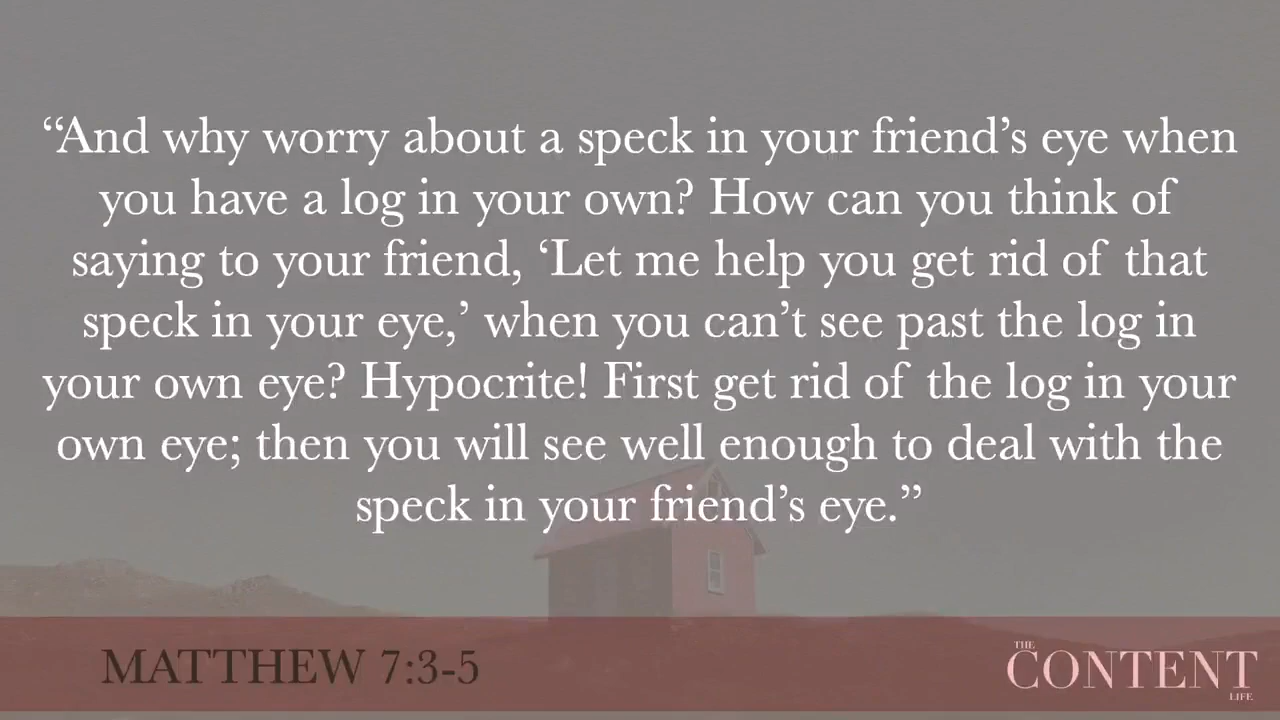 “And why worry about a speck in your friend’s eye when
you have a log in your own? How can you think of
saying to your friend, ‘Let me help you get rid of that
speck in your eye,’ when you can’t see past the log in
your own eye? Hypocrite! First get rid of the log in your
own eye; then you will see well enough to deal with the
speck in your friend’s eye.”
MATTHEW 7:3-5
THE
CONTENT
LIFE